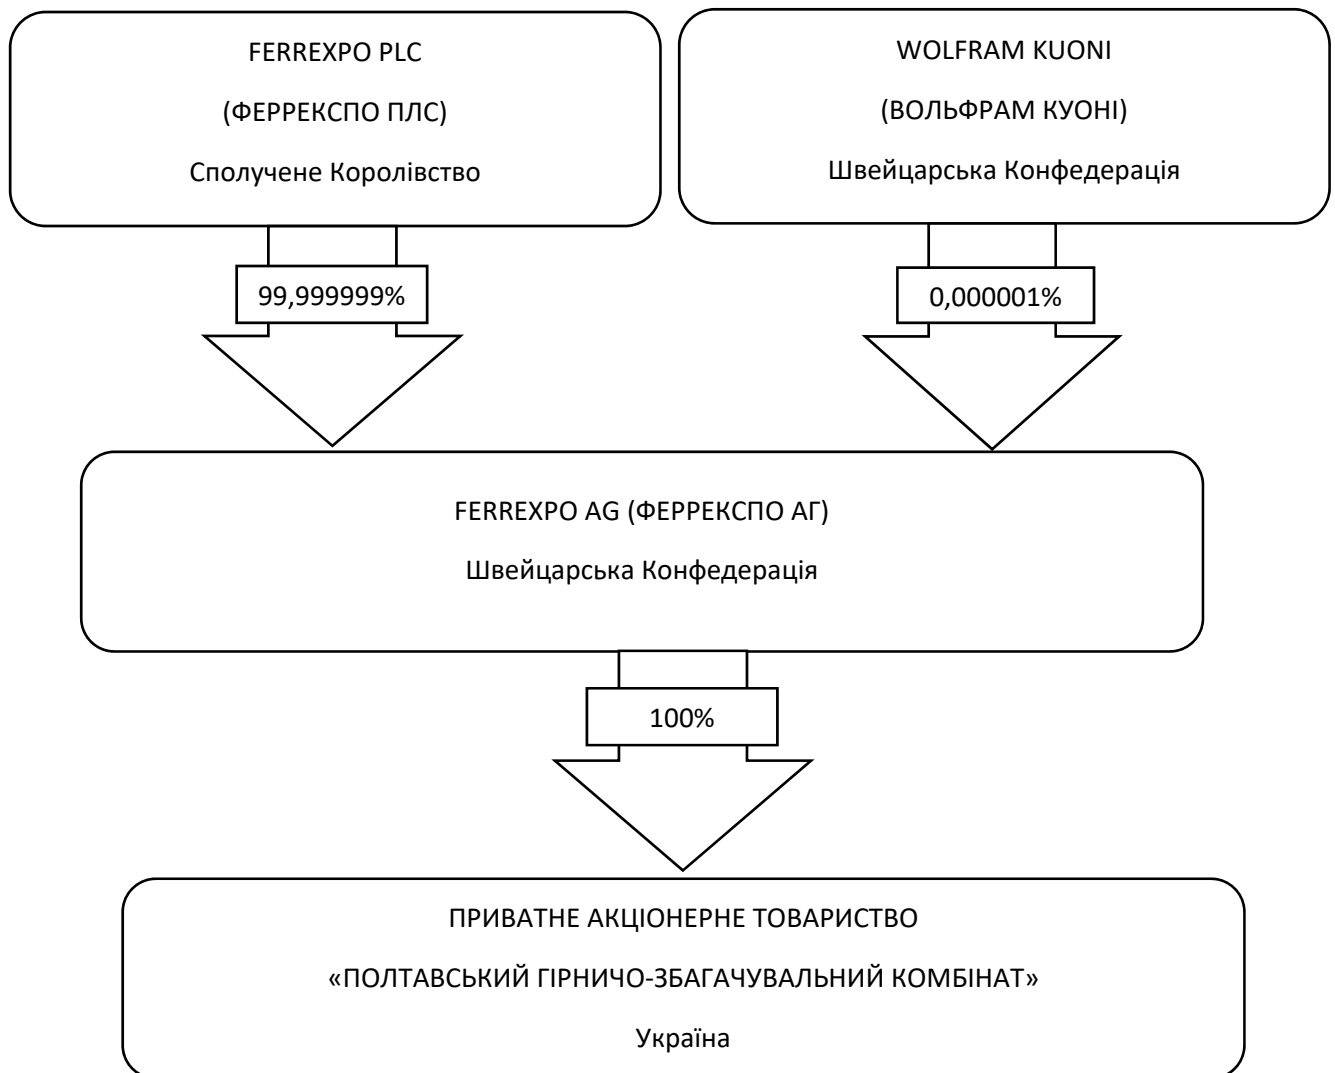 FERREXPO PLC
(ФЕРРЕКСПО ПЛС)
Сполучене Королівство
WOLFRAM KUONI
(ВОЛЬФРАМ КУОНІ)
Швейцарська Конфедерація
99,999999%
0,000001%
FERREXPO AG (ФЕРРЕКСПО АГ)
Швейцарська Конфедерація
100%
ПРИВАТНЕ АКЦІОНЕРНЕ ТОВАРИСТВО
«ПОЛТАВСЬКИЙ ГІРНИЧО-ЗБАГАЧУВАЛЬНИЙ КОМБІНАТ»
Україна